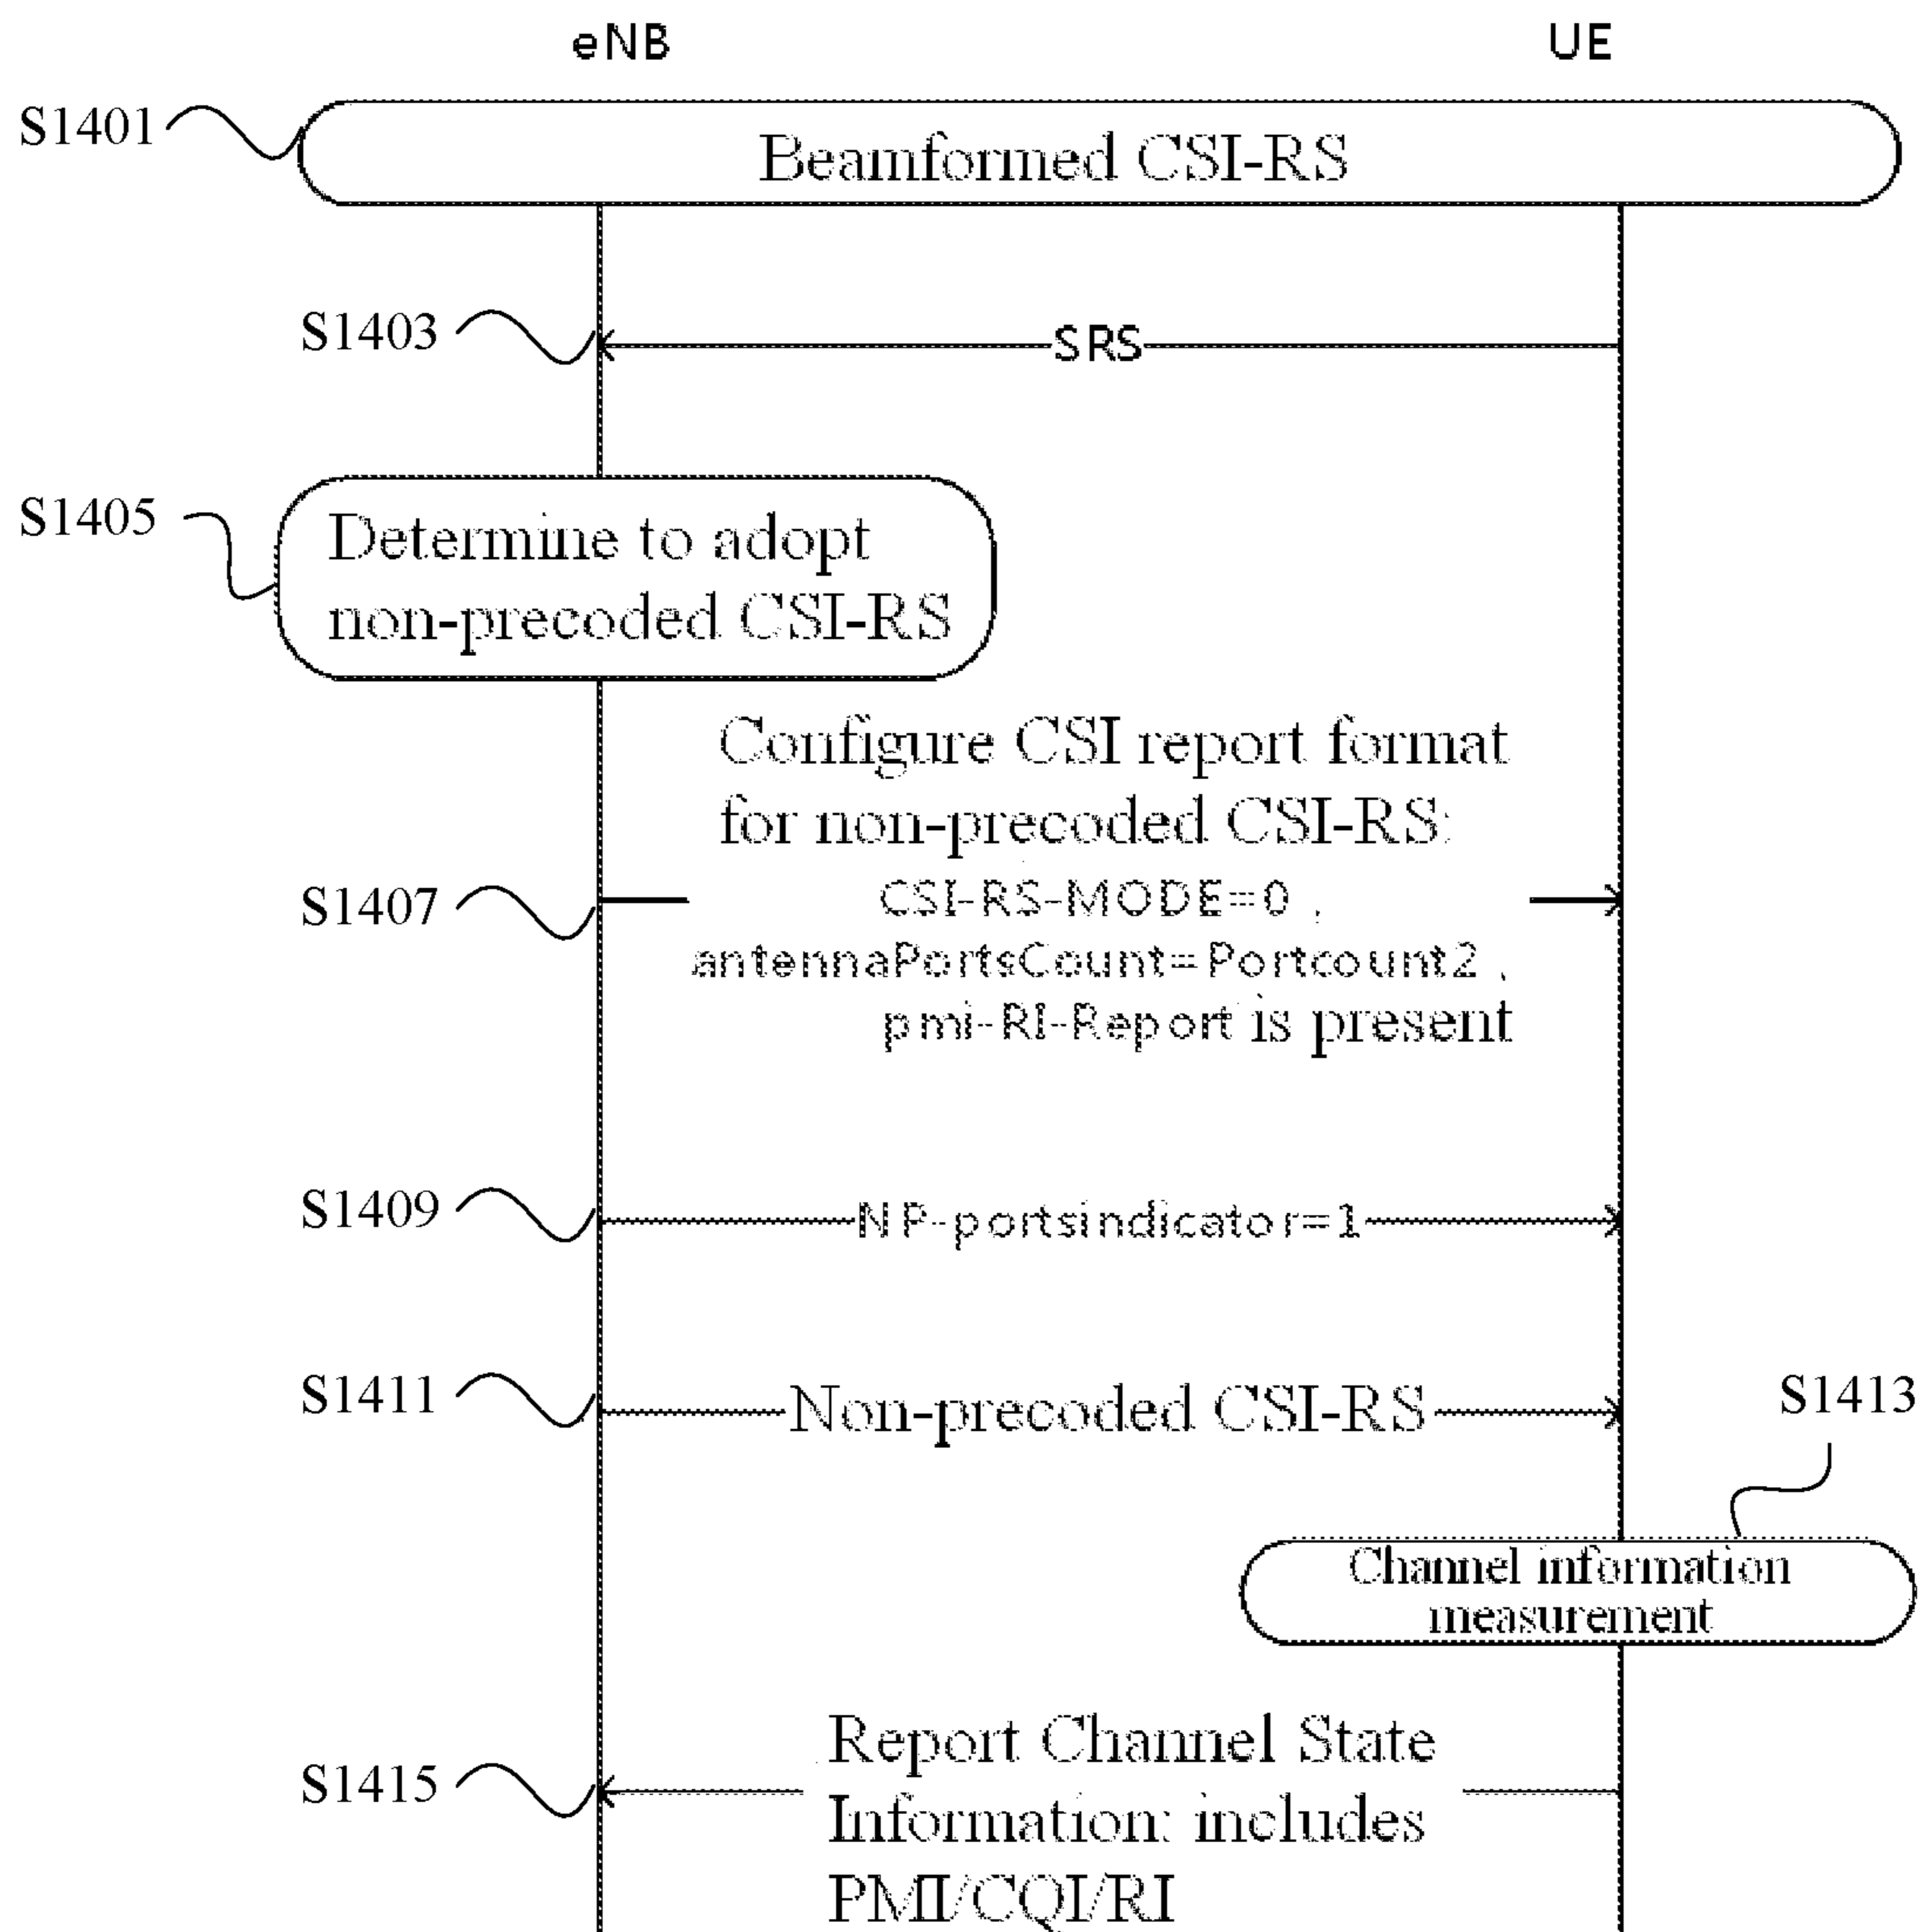 eNB
UE
S1401
Beamformed CSI-RS
S1403
SRS
S1405
Determine to adopt
non-precoded CSI-RS
Configure CSI report format
for non-precoded CSI-RS:
S1407
CSI-RS-MODE=0 ,
antennaPortsCount=Portcount2 ,
pmi-RI-Report is present
S1409
NP-portsindicator=1
S1411
Non-precoded CSI-RS
S1413
Channel information
measurement
S1415
Report Channel State
Information: includes
PMI/CQI/RI